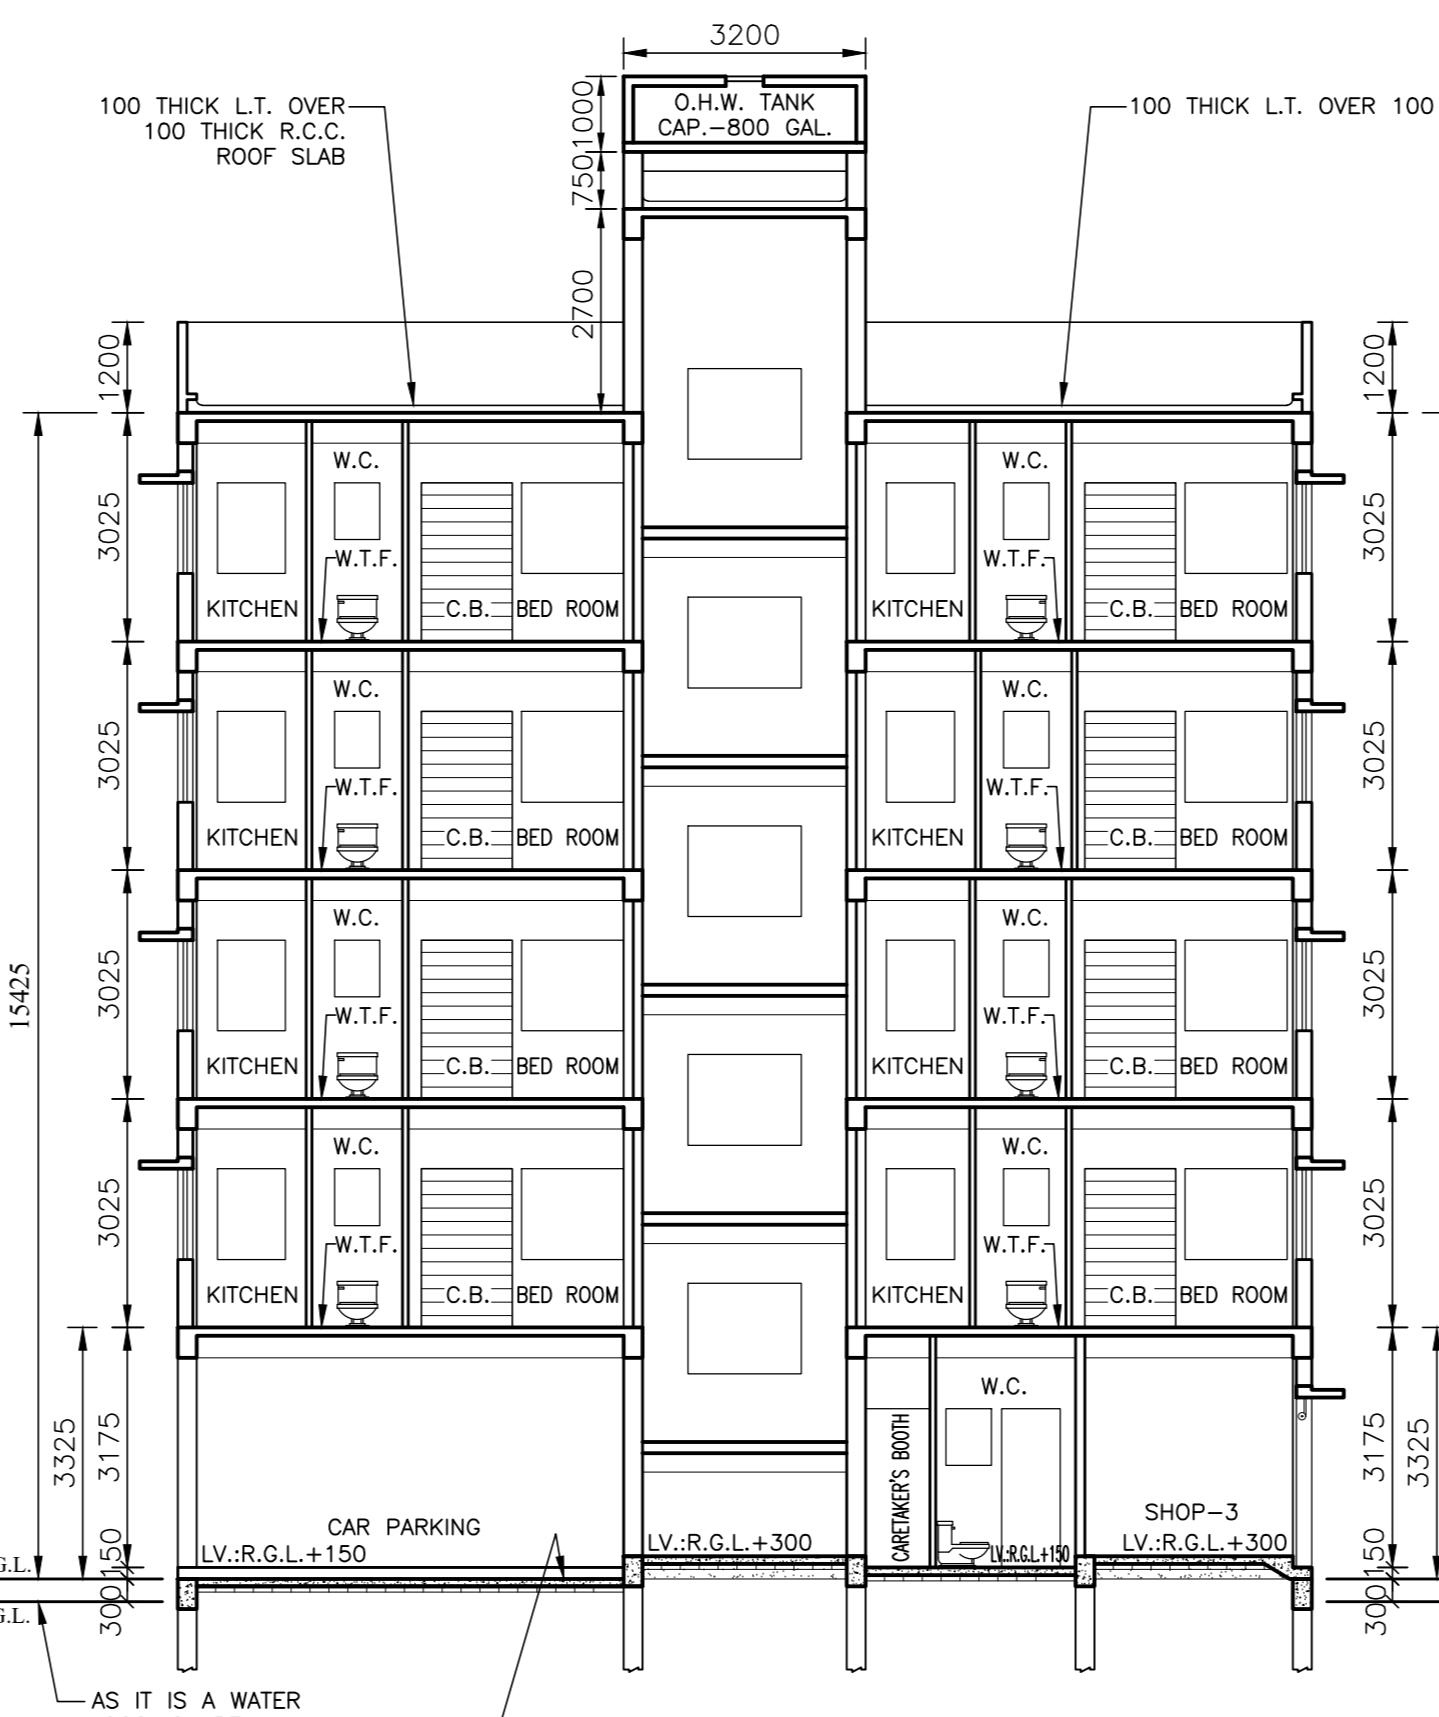 3200
O.H.W. TANK
CAP.-800 GAL.
1000
750
2700
100 THICK L.T. OVER
100 THICK R.C.C.
ROOF SLAB
100 THICK L.T. OVER 100
1200
1200
15425
3025
W.C.
W.T.F.
KITCHEN
C.B.
BED ROOM
W.C.
W.T.F.
KITCHEN
C.B.
BED ROOM
3025
3025
W.C.
W.T.F.
KITCHEN
C.B.
BED ROOM
W.C.
W.T.F.
KITCHEN
C.B.
BED ROOM
3025
3025
W.C.
W.T.F.
KITCHEN
C.B.
BED ROOM
W.C.
W.T.F.
KITCHEN
C.B.
BED ROOM
3025
3025
W.C.
W.T.F.
KITCHEN
C.B.
BED ROOM
W.C.
W.T.F.
KITCHEN
C.B.
BED ROOM
3025
3325
3175
150
300
CAR PARKING
LV.:R.G.L.+150
LV.:R.G.L.+300
CARETAKER'S BOOTH
W.C.
LV.:R.G.L.+150
SHOP-3
LV.:R.G.L.+300
3175
150
300
3325
G.L.
G.L.
AS IT IS A WATER